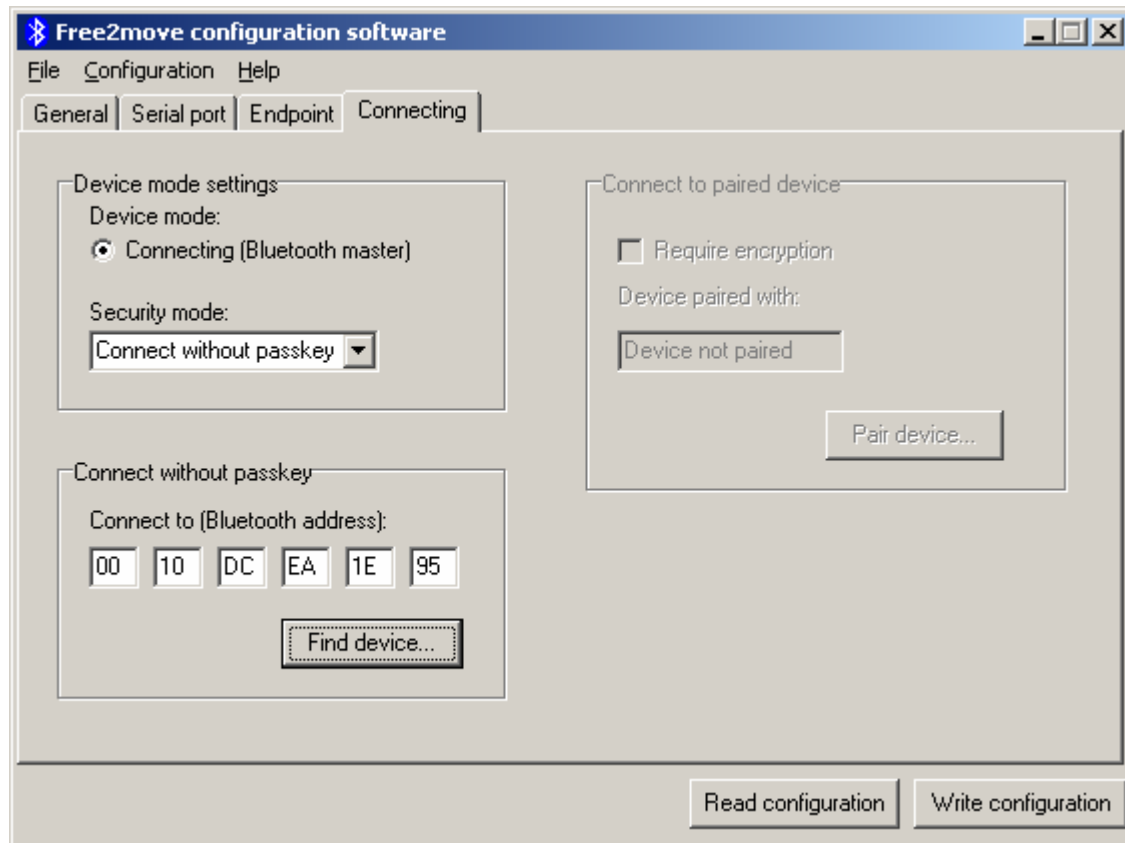 Free2move configuration software
File Configuration Help
General Serial port Endpoint Connecting
Device mode settings
Device mode:
Connecting (Bluetooth master)
Security mode:
Connect without passkey
Connect to paired device
Require encryption
Device paired with:
Device not paired
Pair device...
Connect without passkey
Connect to (Bluetooth address):
00 10 DC EA 1E 95
Find device...
Read configuration Write configuration